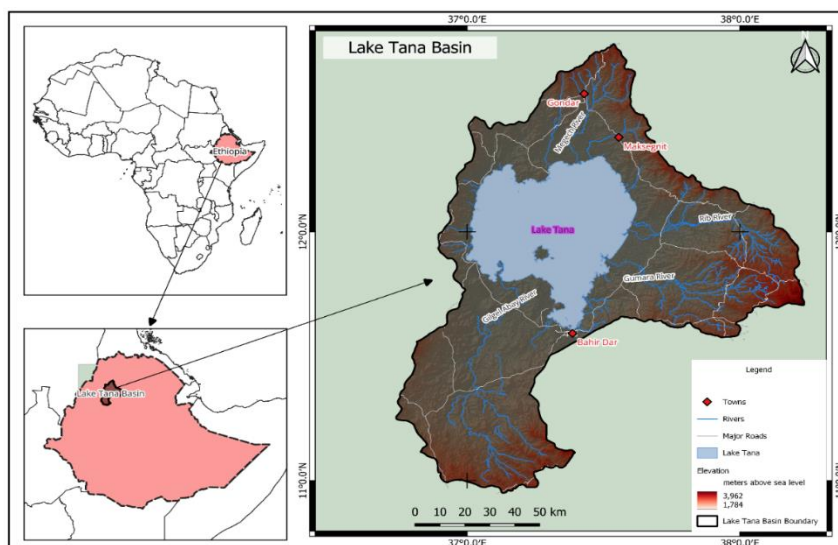 Ethiopia
Lake Tana Basin
Lake Tana Basin
37°0.0'E
38°0.0'E
12°0.0'N
11°0.0'N
Gondar
Megech River
Maksegnit
Lake Tana
Rib River
Gumara River
Gilgel Abay River
Bahir Dar
0 10 20 30 40 50 km
37°0.0'E
38°0.0'E
Legend
Towns
Rivers
Major Roads
Lake Tana
Elevation
meters above sea level
3,962
1,784
Lake Tana Basin Boundary